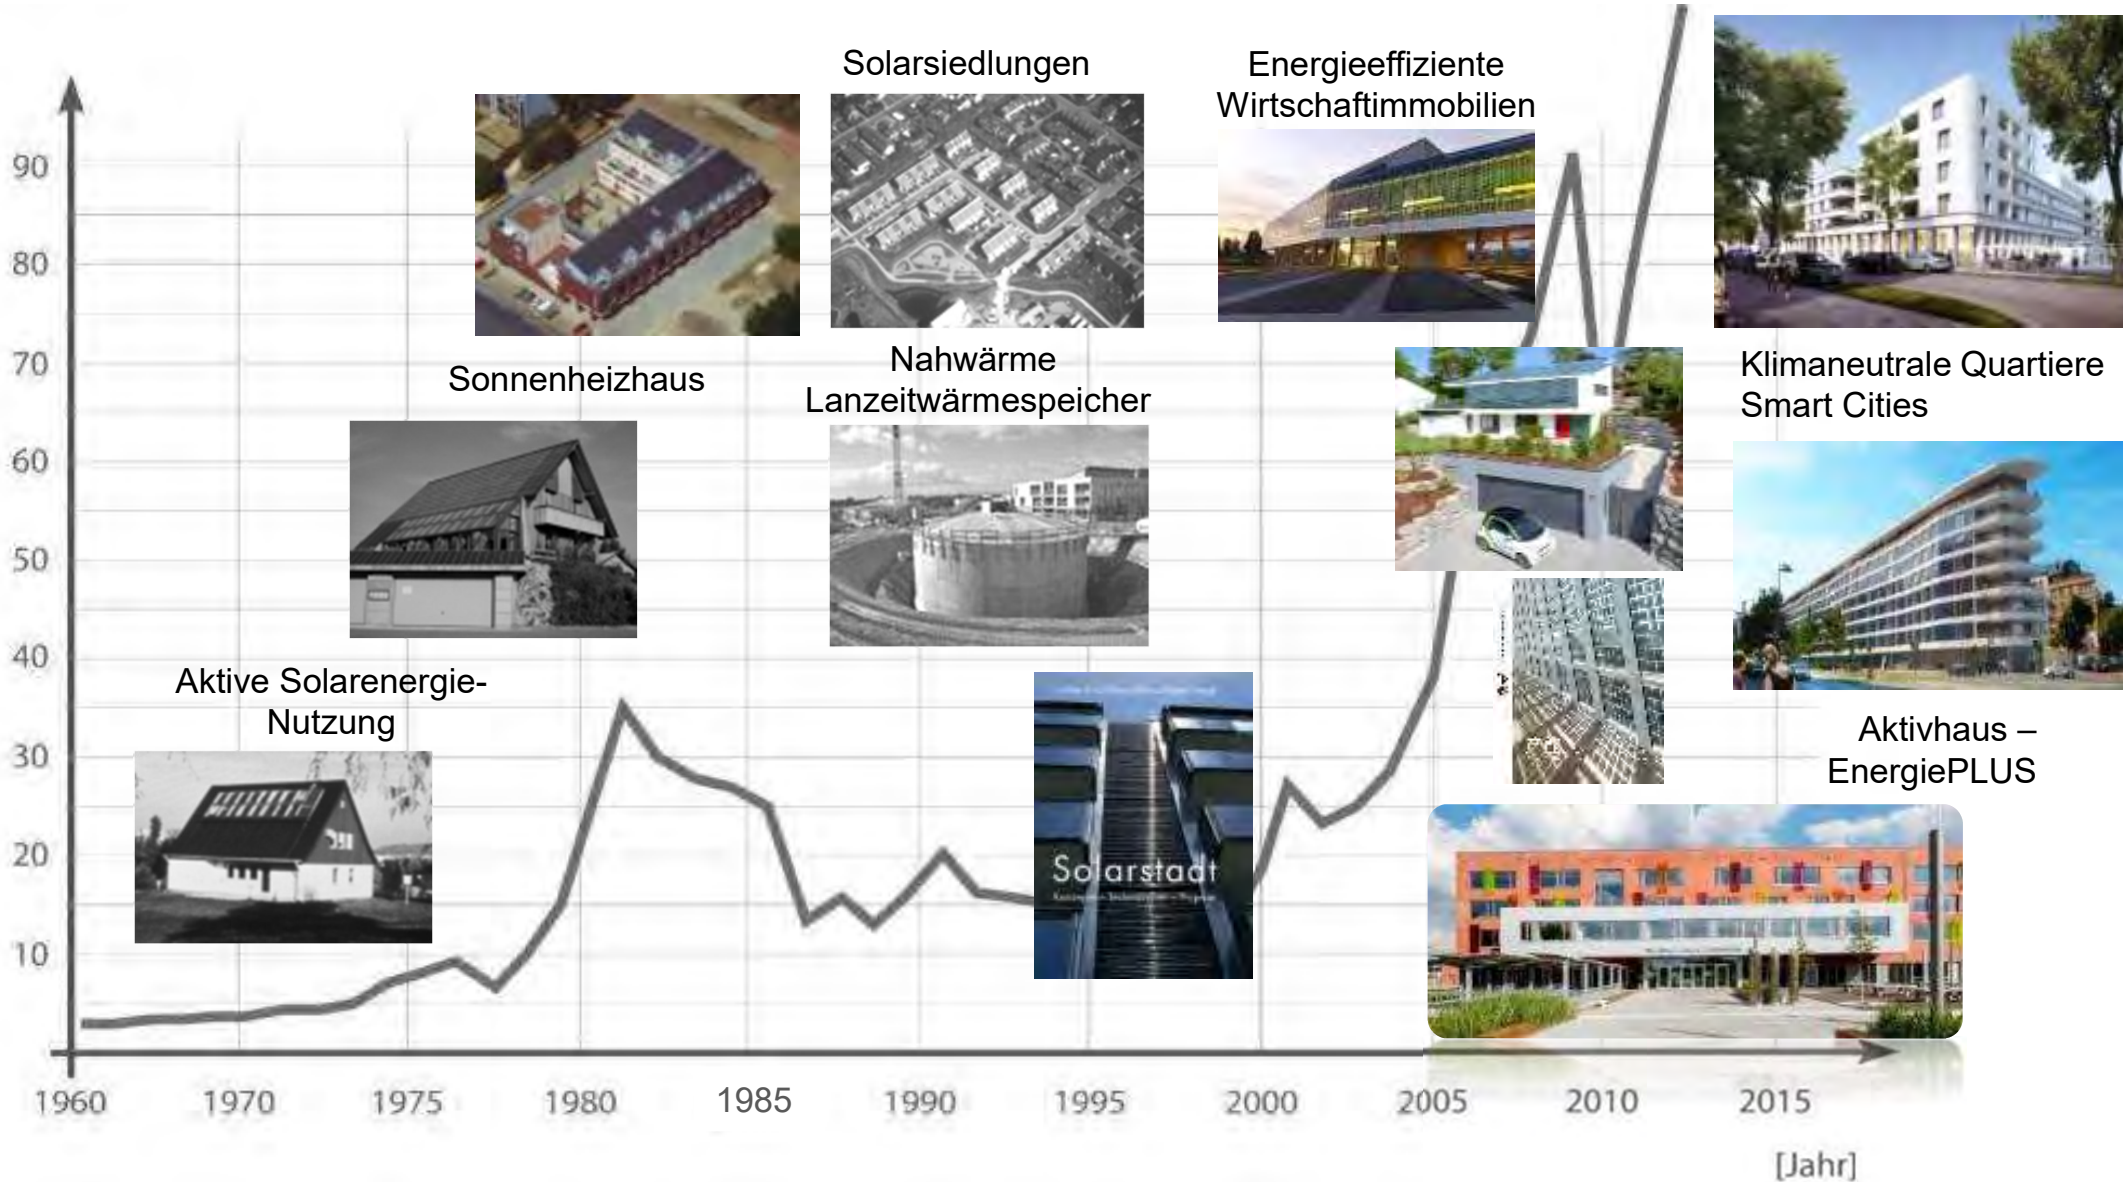 Solarsiedlungen
Energieeffiziente
Wirtschaftimmobilien
90
80
70
60
50
40
30
20
10
Sonnenheizhaus
Nahwärme
Lanzeitwärmespeicher
Klimaneutrale Quartiere
Smart Cities
Aktive Solarenergie-
Nutzung
Solarstadt
Aktivhaus –
EnergiePLUS
1960
1970
1975
1980
1985
1990
1995
2000
2005
2010
2015
[Jahr]